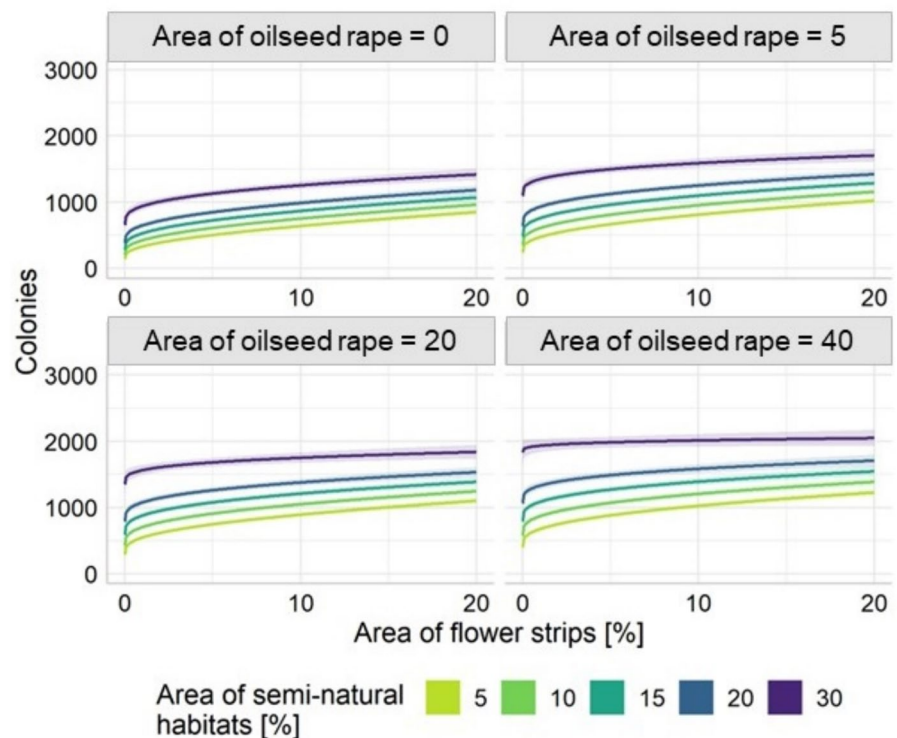 Area of oilseed rape = 0
Area of oilseed rape = 5
3000
2000
1000
0
0 10 20
0 10 20
Colonies
Area of oilseed rape = 20
Area of oilseed rape = 40
3000
2000
1000
0
0 10 20
0 10 20
Area of flower strips [%]
Area of semi-natural
habitats [%]
5 10 15 20 30